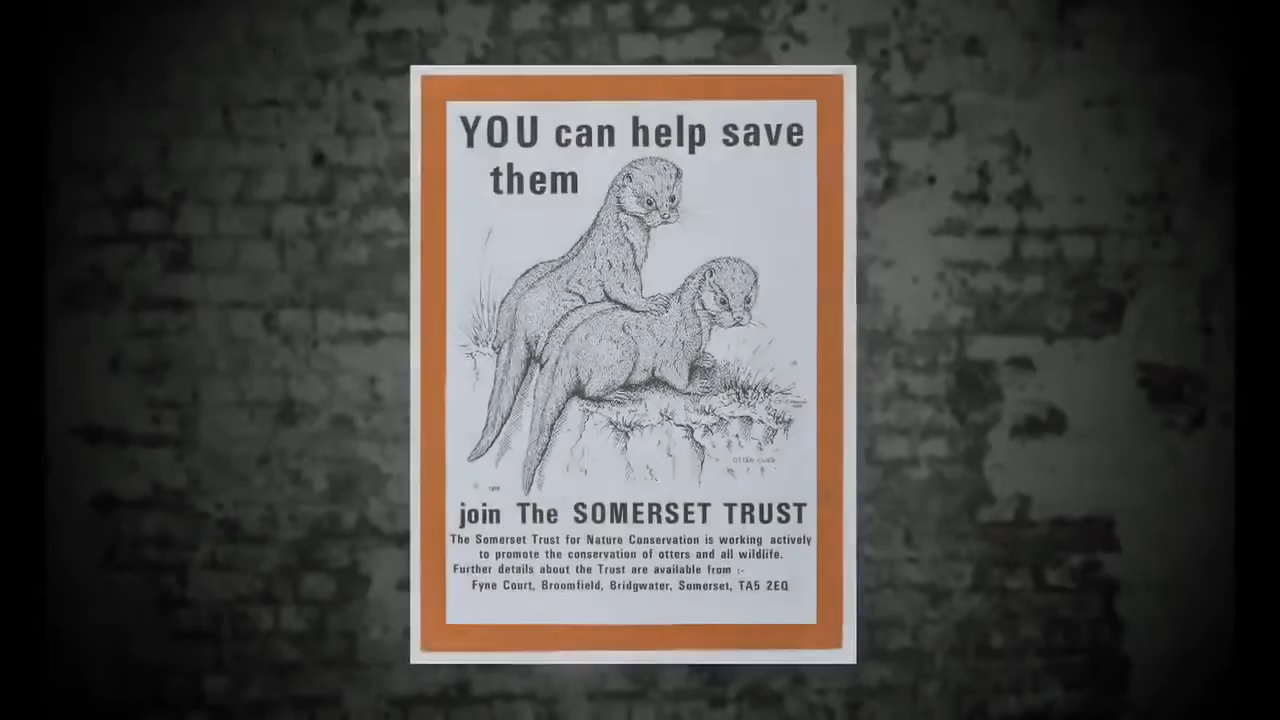 YOU can help save
them
OTTER CUBS
join The SOMERSET TRUST
The Somerset Trust for Nature Conservation is working actively
to promote the conservation of otters and all wildlife.
Further details about the Trust are available from :-
Fyne Court, Broomfield, Bridgwater, Somerset, TA5 2EQ